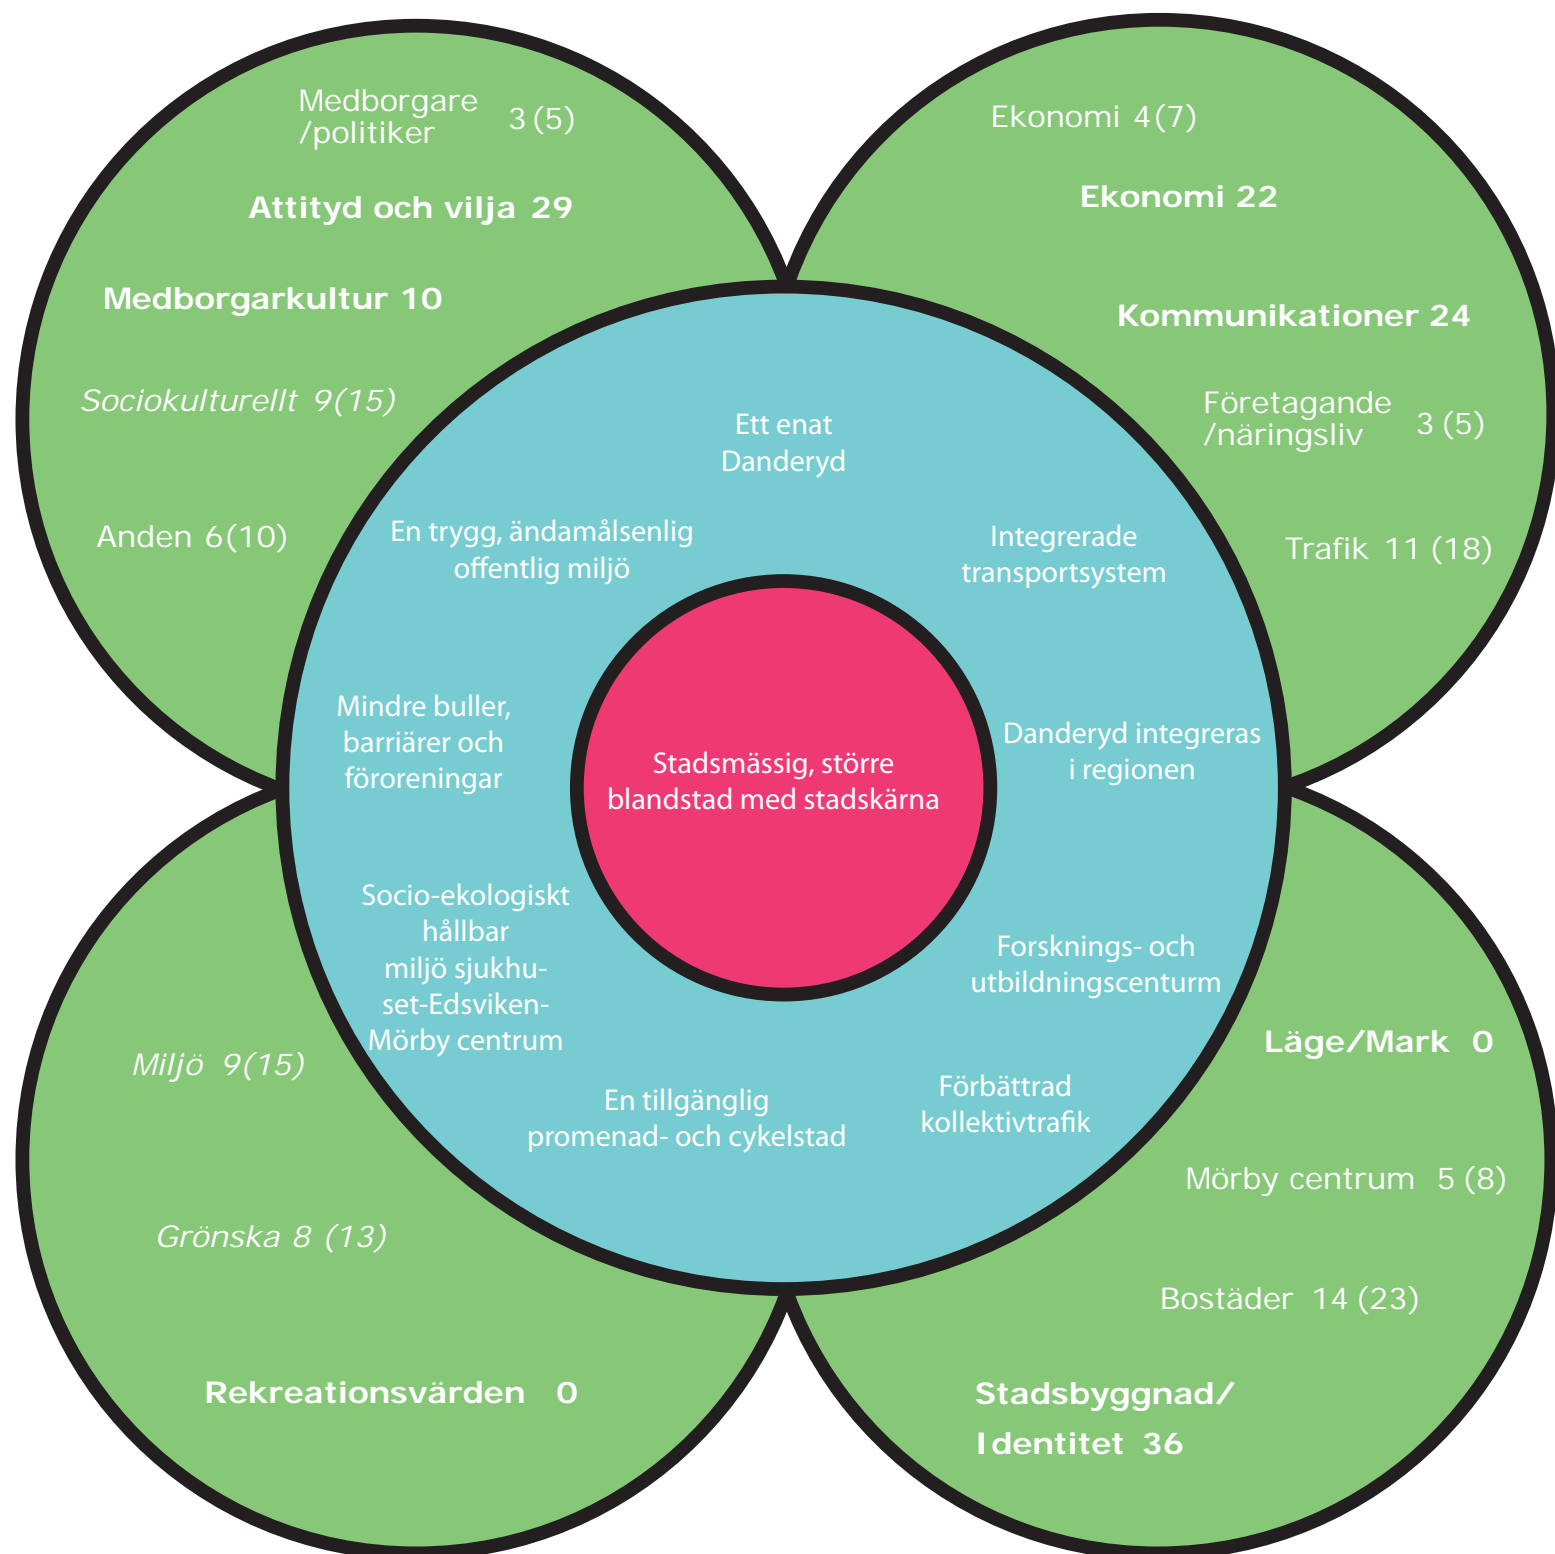 Medborgare
/politiker 3 (5)
Attityd och vilja 29
Medborgarkultur 10
Sociokulturellt 9(15)
Anden 6(10)
Ekonomi 4(7)
Ekonomi 22
Kommunikationer 24
Företagande
/näringsliv 3 (5)
Trafik 11 (18)
Ett enat
Danderyd
En trygg, ändamålsenlig
offentlig miljö
Integrerade
transportsystem
Mindre buller,
barriärer och
föroreningar
Stadsmässig, större
blandstad med stadskärna
Danderyd integreras
i regionen
Socio-ekologiskt
hållbar
miljö sjukhu-
set-Edsviken-
Mörby centrum
Forsknings- och
utbildningscenturm
En tillgänglig
promenad- och cykelstad
Förbättrad
kollektivtrafik
Miljö 9(15)
Grönska 8 (13)
Rekreationsvärden 0
Läge/Mark 0
Mörby centrum 5 (8)
Bostäder 14 (23)
Stadsbyggnad/
Identitet 36